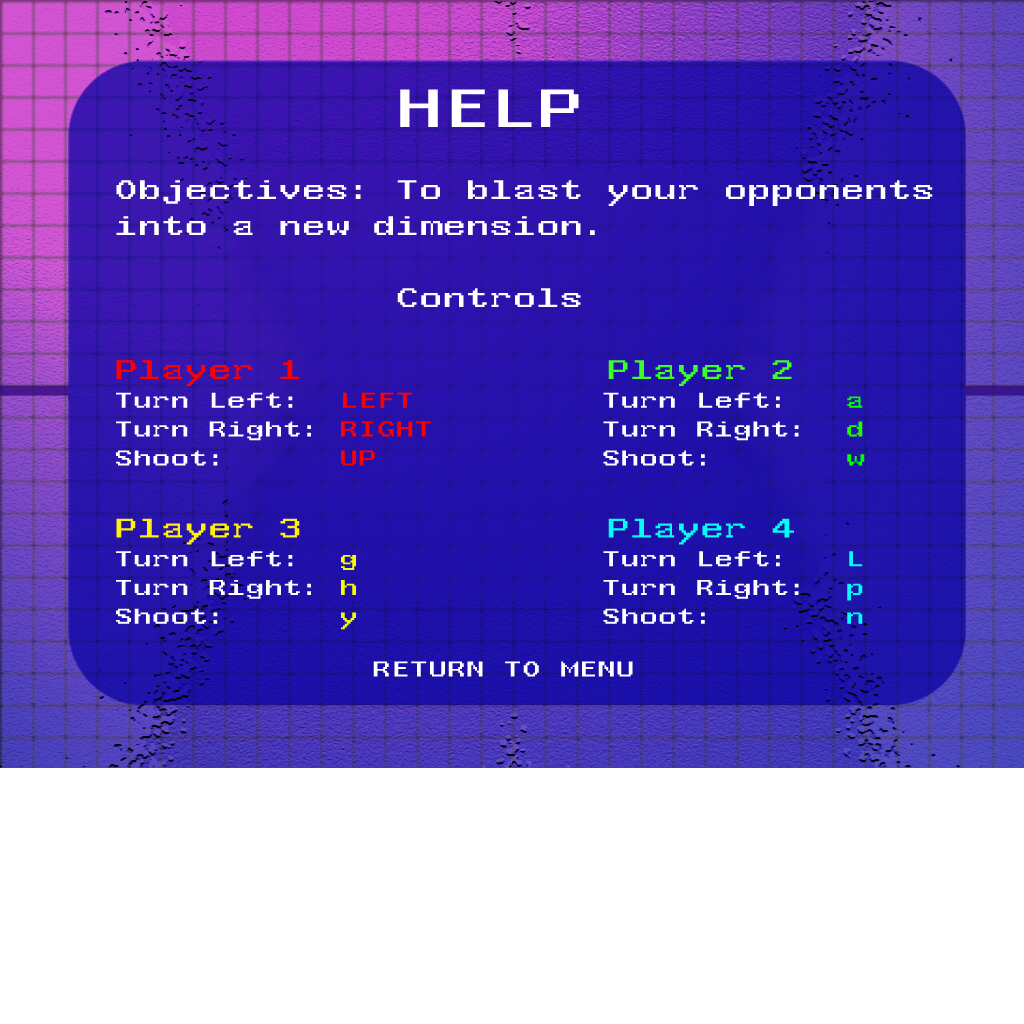 HELP
Objectives: To blast your opponents
into a new dimension.
Controls
Player 1
Turn Left: LEFT
Turn Right: RIGHT
Shoot: UP
Player 2
Turn Left: a
Turn Right: d
Shoot: w
Player 3
Turn Left: g
Turn Right: h
Shoot: y
Player 4
Turn Left: L
Turn Right: p
Shoot: n
RETURN TO MENU